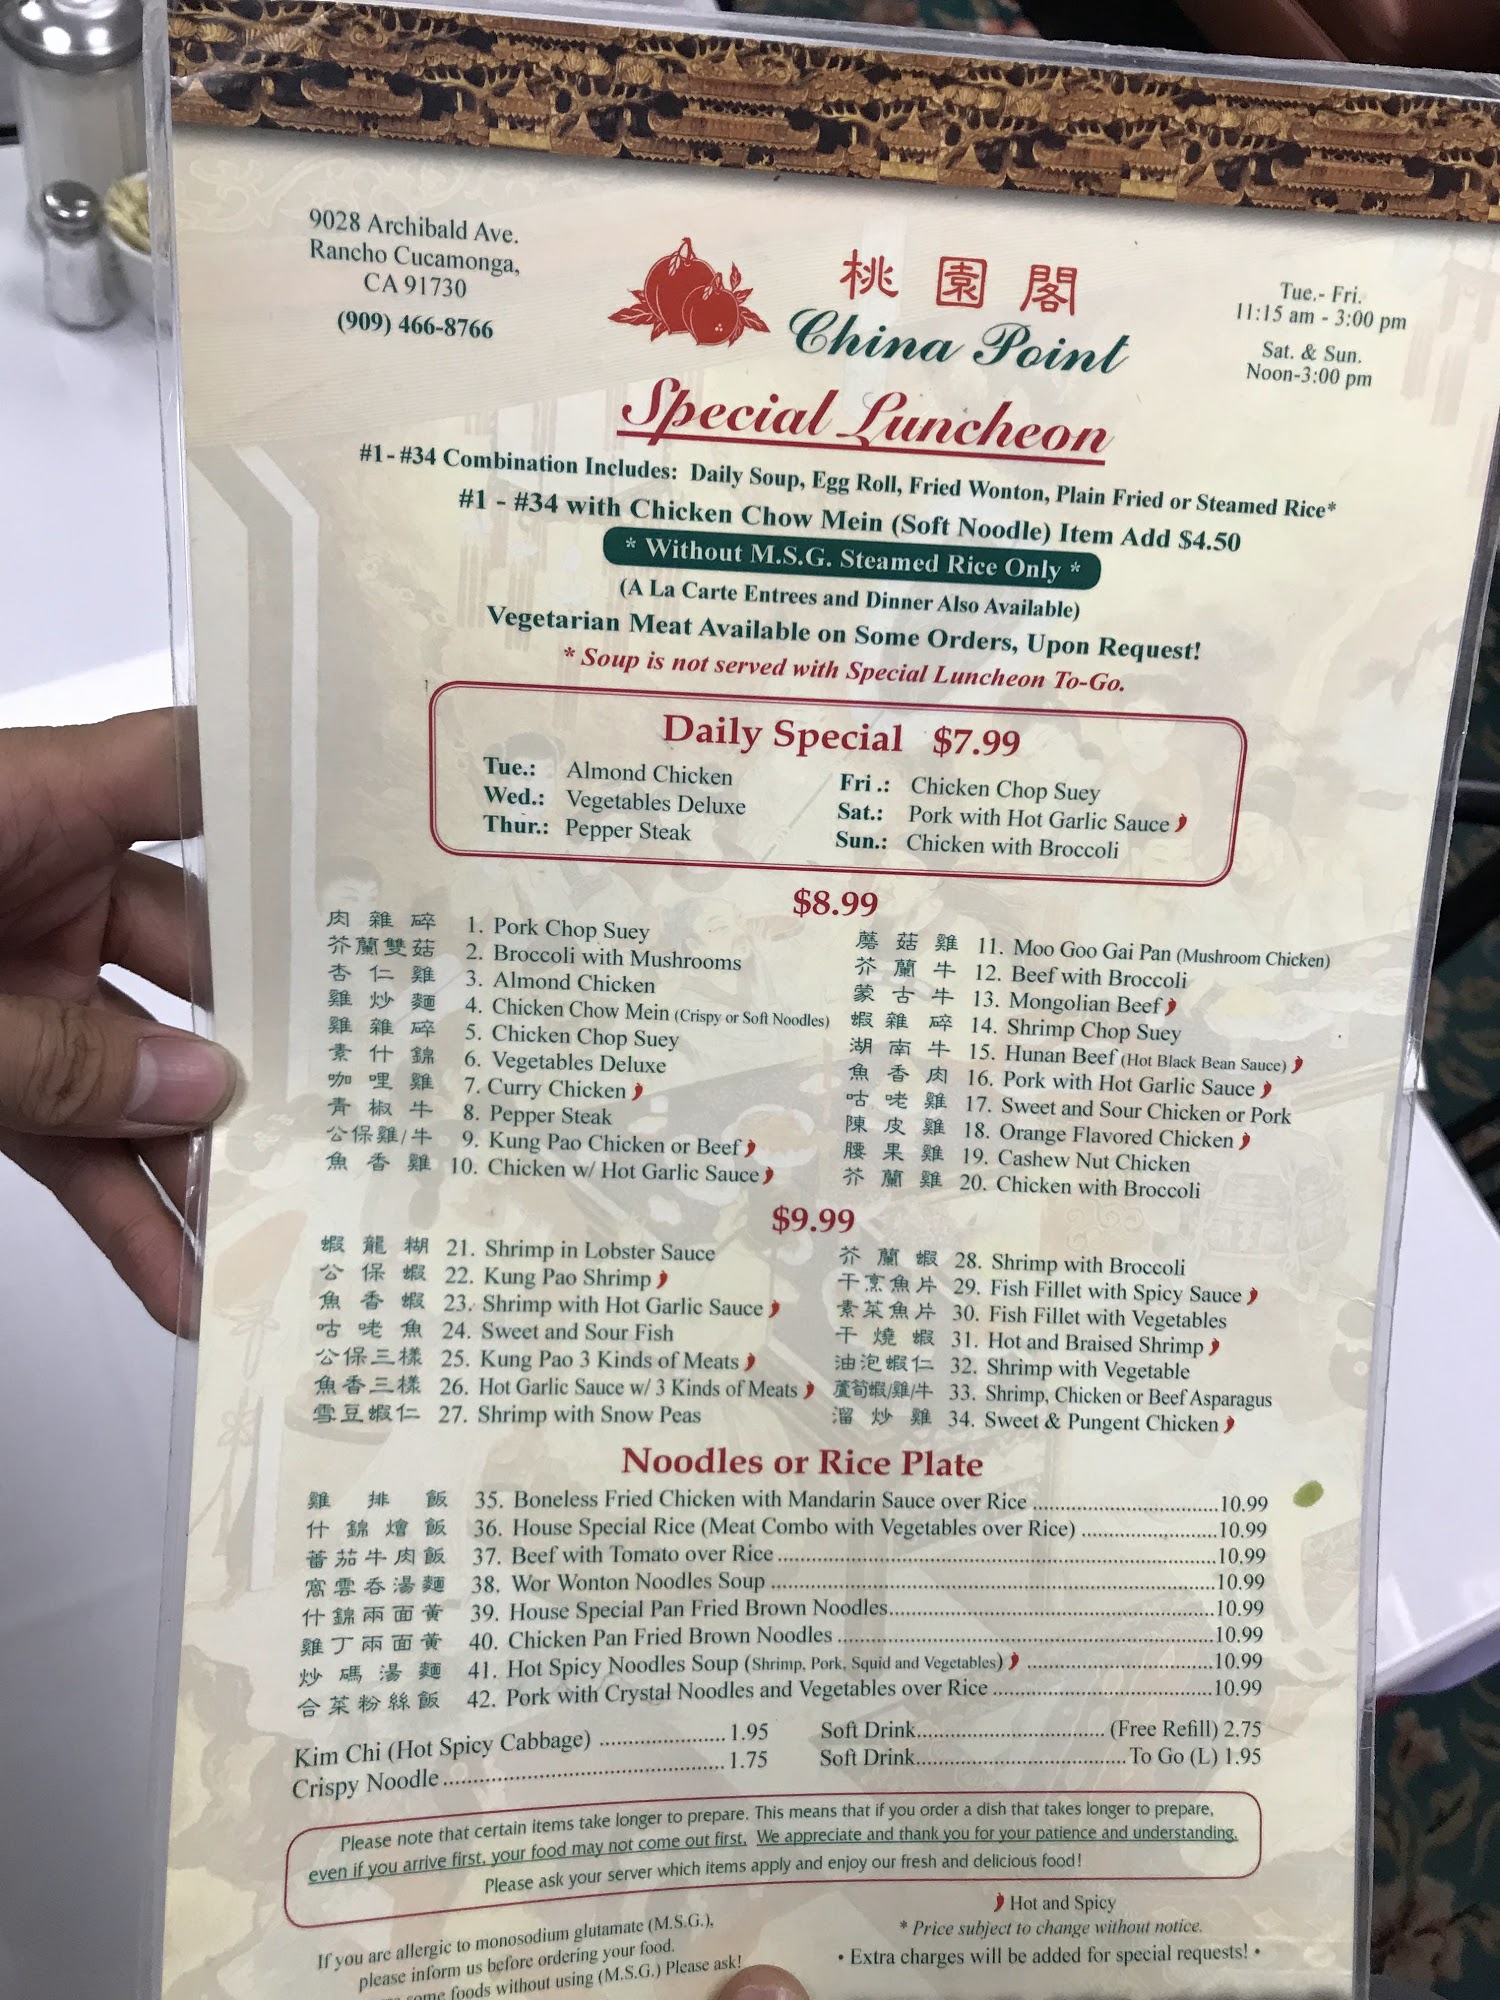 9028 Archibald Ave.
Rancho Cucamonga,
CA 91730
(909) 466-8766
桃園閣
China Point
Tue.- Fri.
11:15 am - 3:00 pm
Sat. & Sun.
Noon-3:00 pm
Special Luncheon
#1- #34 Combination Includes: Daily Soup, Egg Roll, Fried Wonton, Plain Fried or Steamed Rice*
#1 - #34 with Chicken Chow Mein (Soft Noodle) Item Add $4.50
* Without M.S.G. Steamed Rice Only *
(A La Carte Entrees and Dinner Also Available)
Vegetarian Meat Available on Some Orders, Upon Request!
* Soup is not served with Special Luncheon To-Go.
Daily Special $7.99
Tue.: Almond Chicken
Wed.: Vegetables Deluxe
Thur.: Pepper Steak
Fri .: Chicken Chop Suey
Sat.: Pork with Hot Garlic Sauce
Sun.: Chicken with Broccoli
$8.99
肉雜碎 1. Pork Chop Suey
芥蘭雙菇 2. Broccoli with Mushrooms
杏仁雞 3. Almond Chicken
雞炒麵 4. Chicken Chow Mein (Crispy or Soft Noodles)
雞雜碎 5. Chicken Chop Suey
素什錦 6. Vegetables Deluxe
咖哩雞 7. Curry Chicken
青椒牛 8. Pepper Steak
公保雞/牛 9. Kung Pao Chicken or Beef
魚香雞 10. Chicken w/ Hot Garlic Sauce
蘑菇雞 11. Moo Goo Gai Pan (Mushroom Chicken)
芥蘭牛 12. Beef with Broccoli
蒙古牛 13. Mongolian Beef
蝦雜碎 14. Shrimp Chop Suey
湖南牛 15. Hunan Beef (Hot Black Bean Sauce)
魚香肉 16. Pork with Hot Garlic Sauce
咕咾雞 17. Sweet and Sour Chicken or Pork
陳皮雞 18. Orange Flavored Chicken
腰果雞 19. Cashew Nut Chicken
芥蘭雞 20. Chicken with Broccoli
$9.99
蝦龍糊 21. Shrimp in Lobster Sauce
公保蝦 22. Kung Pao Shrimp
魚香蝦 23. Shrimp with Hot Garlic Sauce
咕咾魚 24. Sweet and Sour Fish
公保三樣 25. Kung Pao 3 Kinds of Meats
魚香三樣 26. Hot Garlic Sauce w/ 3 Kinds of Meats
雪豆蝦仁 27. Shrimp with Snow Peas
芥蘭蝦 28. Shrimp with Broccoli
干烹魚片 29. Fish Fillet with Spicy Sauce
素菜魚片 30. Fish Fillet with Vegetables
干燒蝦 31. Hot and Braised Shrimp
油泡蝦仁 32. Shrimp with Vegetable
蘆筍蝦/雞/牛 33. Shrimp, Chicken or Beef Asparagus
溜炒雞 34. Sweet & Pungent Chicken
Noodles or Rice Plate
雞排飯 35. Boneless Fried Chicken with Mandarin Sauce over Rice ........10.99
什錦燴飯 36. House Special Rice (Meat Combo with Vegetables over Rice) ........10.99
蕃茄牛肉飯 37. Beef with Tomato over Rice ........10.99
窩雲吞湯麵 38. Wor Wonton Noodles Soup ........10.99
什錦兩面黃 39. House Special Pan Fried Brown Noodles........10.99
雞丁兩面黃 40. Chicken Pan Fried Brown Noodles ........10.99
炒碼湯麵 41. Hot Spicy Noodles Soup (Shrimp, Pork, Squid and Vegetables) ........10.99
合菜粉絲飯 42. Pork with Crystal Noodles and Vegetables over Rice ........10.99
Kim Chi (Hot Spicy Cabbage) ........1.95
Crispy Noodle........1.75
Soft Drink........(Free Refill) 2.75
Soft Drink........To Go (L) 1.95
Please note that certain items take longer to prepare. This means that if you order a dish that takes longer to prepare,
even if you arrive first, your food may not come out first. We appreciate and thank you for your patience and understanding.
Please ask your server which items apply and enjoy our fresh and delicious food!
If you are allergic to monosodium glutamate (M.S.G.),
please inform us before ordering your food.
some foods without using (M.S.G.) Please ask!
Hot and Spicy
* Price subject to change without notice.
• Extra charges will be added for special requests! •